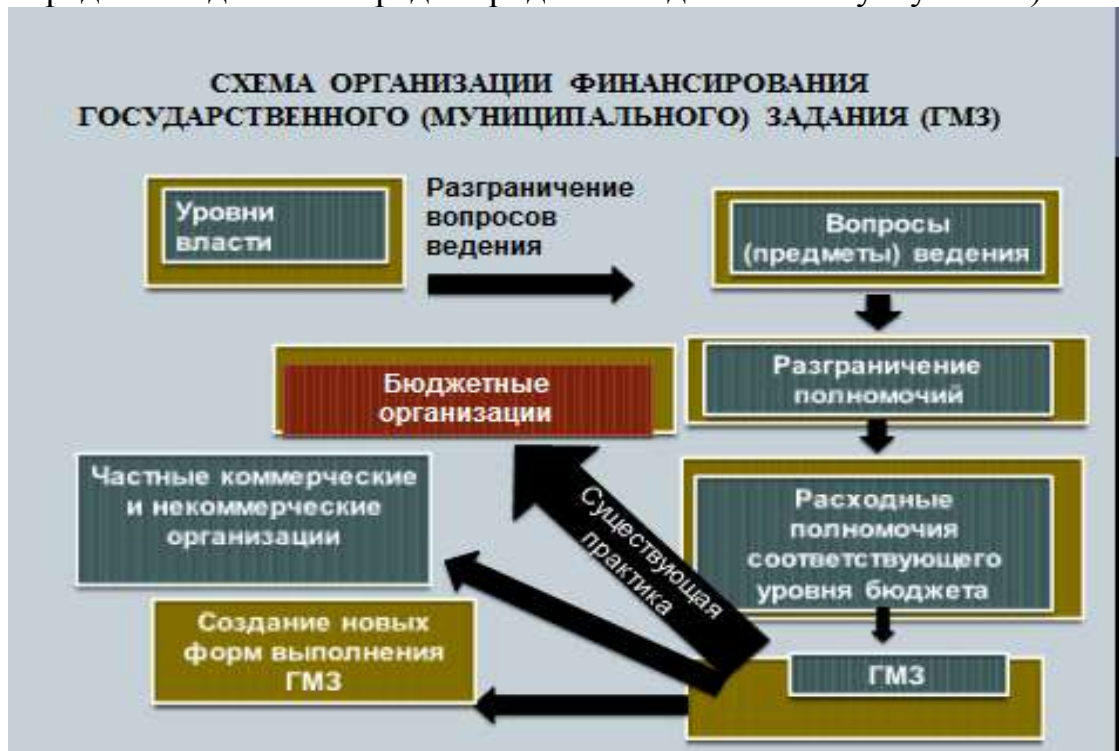 СХЕМА ОРГАНИЗАЦИИ ФИНАНСИРОВАНИЯ
ГОСУДАРСТВЕННОГО (МУНИЦИПАЛЬНОГО) ЗАДАНИЯ (ГМЗ)
Уровни
власти
Разграничение
вопросов
ведения
Вопросы
(предметы) ведения
Разграничение
полномочий
Бюджетные
организации
Частные коммерческие
и некоммерческие
организации
Существующая
практика
Расходные
полномочия
соответствующего
уровня бюджета
Создание новых
форм выполнения
ГМЗ
ГМЗ